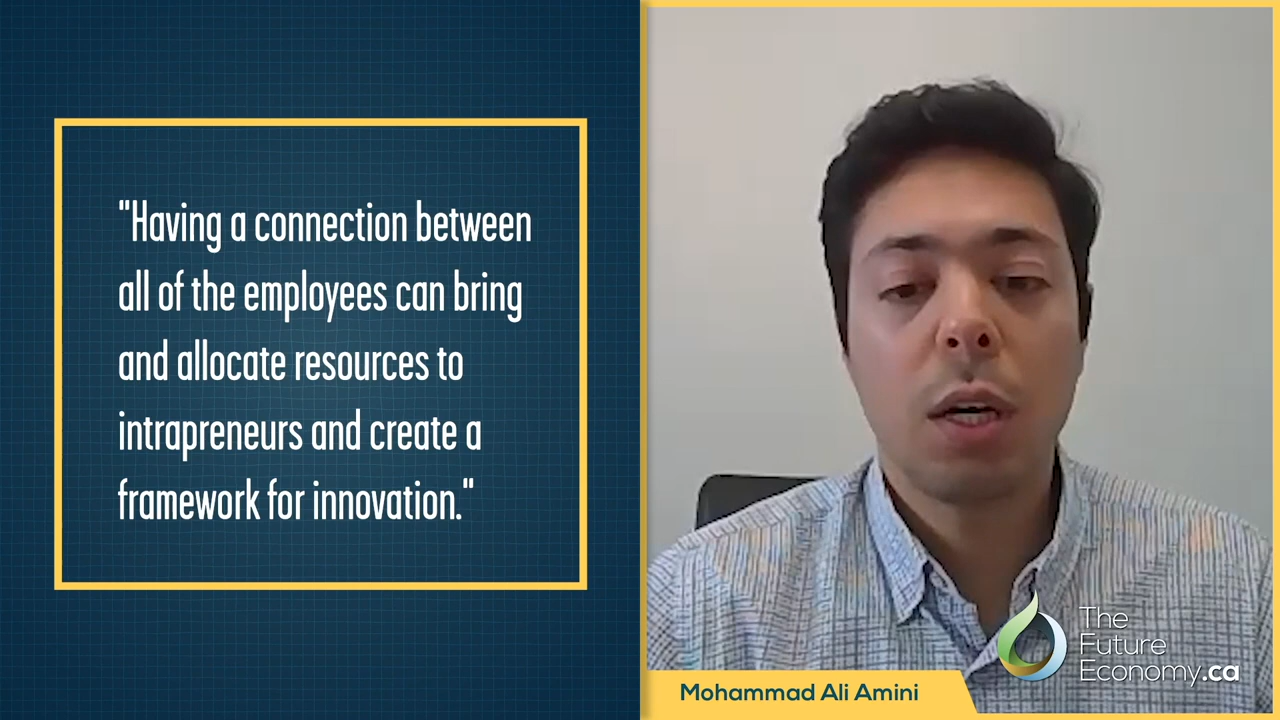 "Having a connection between
all of the employees can bring
and allocate resources to
intrapreneurs and create a
framework for innovation."
Mohammad Ali Amini
The
Future
Economy.ca